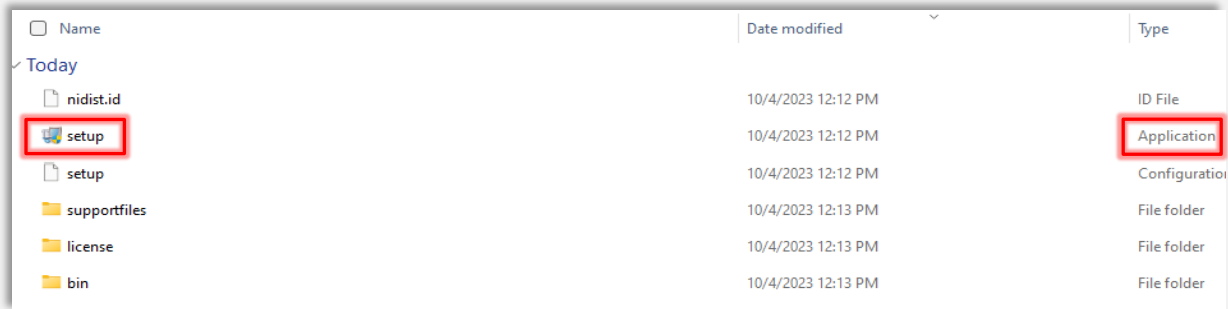 Name Date modified Type
Today
nidist.id 10/4/2023 12:12 PM ID File
setup 10/4/2023 12:12 PM Application
setup 10/4/2023 12:12 PM Configuration
supportfiles 10/4/2023 12:13 PM File folder
license 10/4/2023 12:13 PM File folder
bin 10/4/2023 12:13 PM File folder